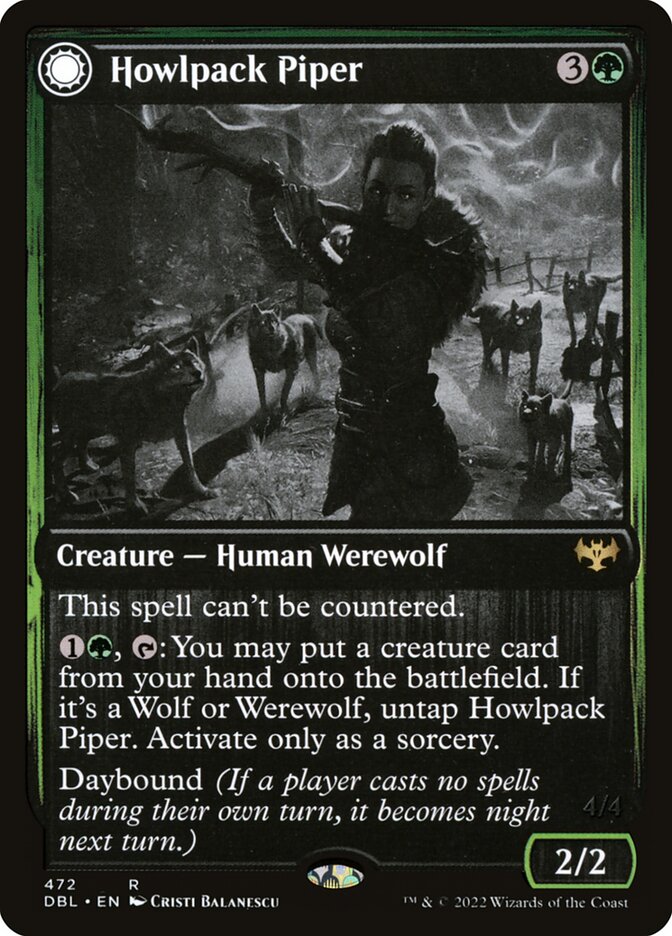 Howlpack Piper 3
Creature — Human Werewolf
This spell can't be countered.
1, : You may put a creature card
from your hand onto the battlefield. If
it's a Wolf or Werewolf, untap Howlpack
Piper. Activate only as a sorcery.
Daybound (If a player casts no spells
during their own turn, it becomes night
next turn.)
4/4
2/2
472 R
DBL • EN Cristi Balanescu
™ & © 2022 Wizards of the Coast